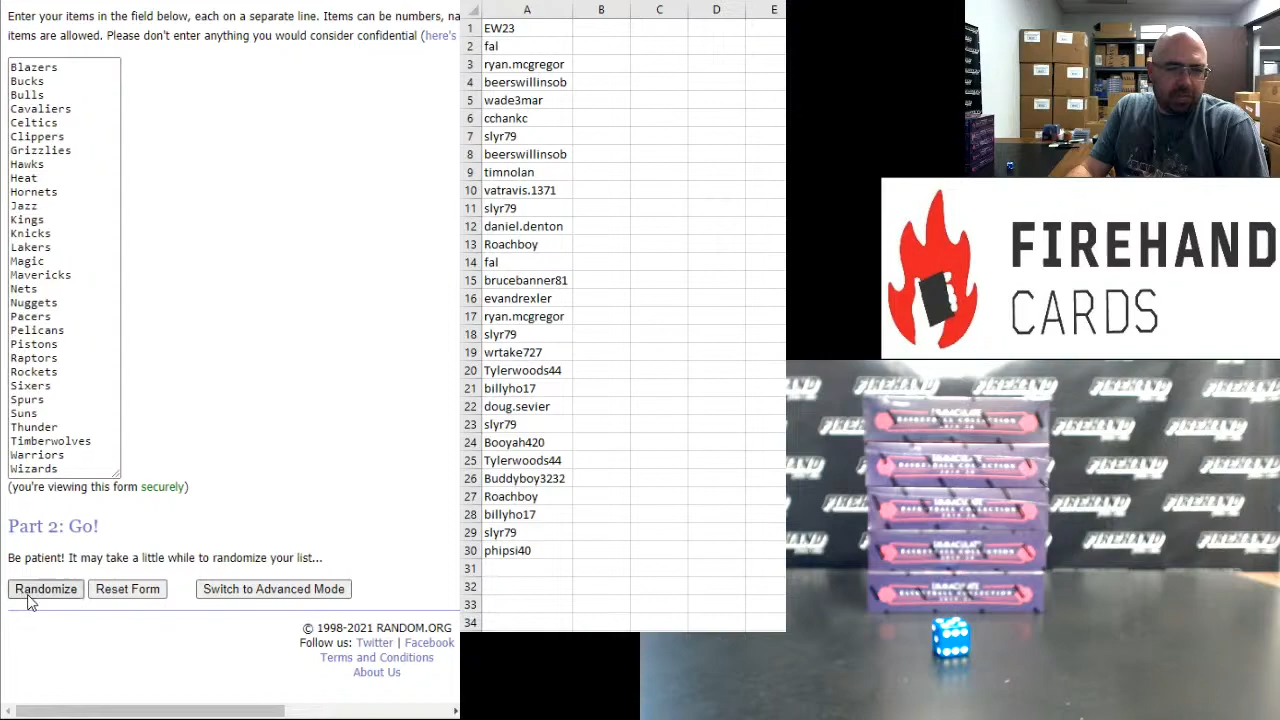 Enter your items in the field below, each on a separate line. Items can be numbers, na
items are allowed. Please don't enter anything you would consider confidential (here's
Blazers
Bucks
Bulls
Cavaliers
Celtics
Clippers
Grizzlies
Hawks
Heat
Hornets
Jazz
Kings
Knicks
Lakers
Magic
Mavericks
Nets
Nuggets
Pacers
Pelicans
Pistons
Raptors
Rockets
Sixers
Spurs
Suns
Thunder
Timberwolves
Warriors
Wizards
(you're viewing this form securely)
Part 2: Go!
Be patient! It may take a little while to randomize your list...
Randomize
Reset Form
Switch to Advanced Mode
© 1998-2021 RANDOM.ORG
Follow us: Twitter | Facebook
Terms and Conditions
About Us
A B C D E
1 EW23
2 fal
3 ryan.mcgregor
4 beerswillinsob
5 wade3mar
6 cchankc
7 slyr79
8 beerswillinsob
9 timnolan
10 vatravis.1371
11 slyr79
12 daniel.denton
13 Roachboy
14 fal
15 brucebanner81
16 evandrexler
17 ryan.mcgregor
18 slyr79
19 wrtake727
20 Tylerwoods44
21 billyho17
22 doug.sevier
23 slyr79
24 Booyah420
25 Tylerwoods44
26 Buddyboy3232
27 Roachboy
28 billyho17
29 slyr79
30 phipsi40
31
32
33
34
FIREHAND
CARDS